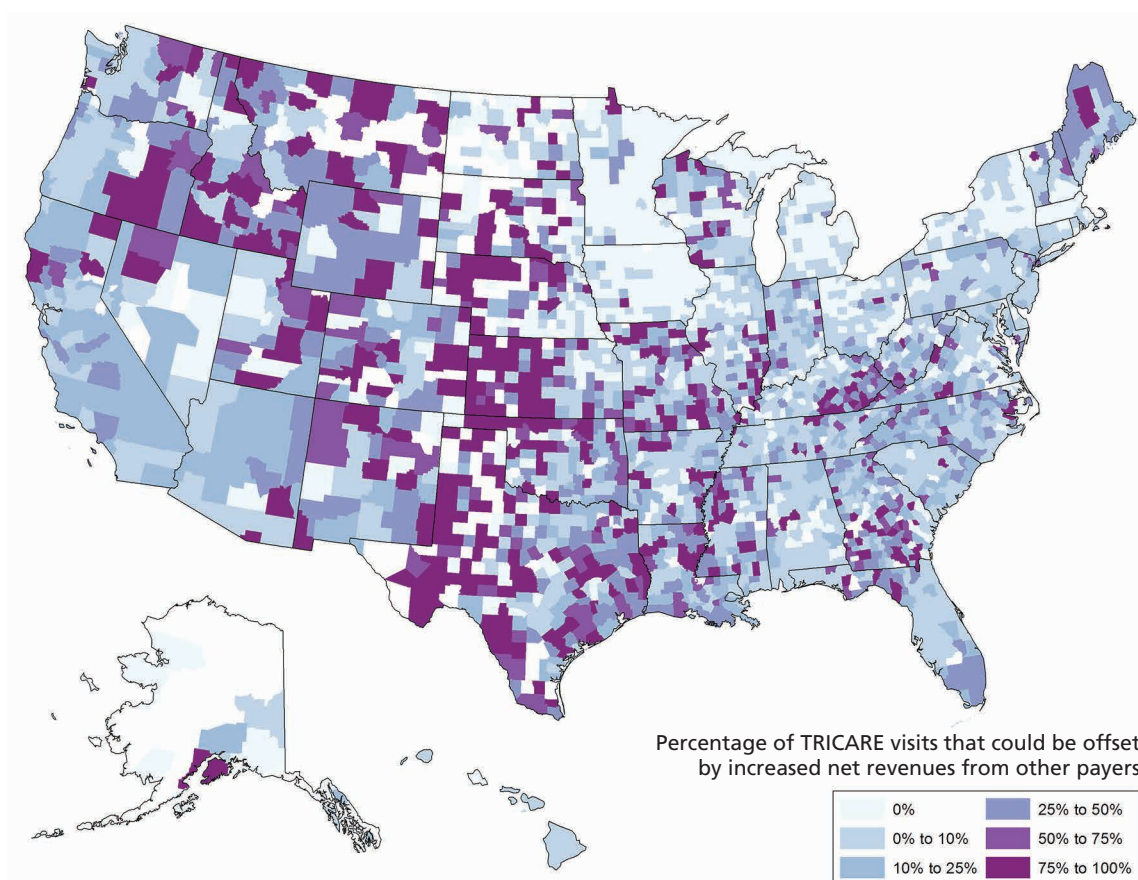 Percentage of TRICARE visits that could be offset
by increased net revenues from other payers
0%
0% to 10%
10% to 25%
25% to 50%
50% to 75%
75% to 100%